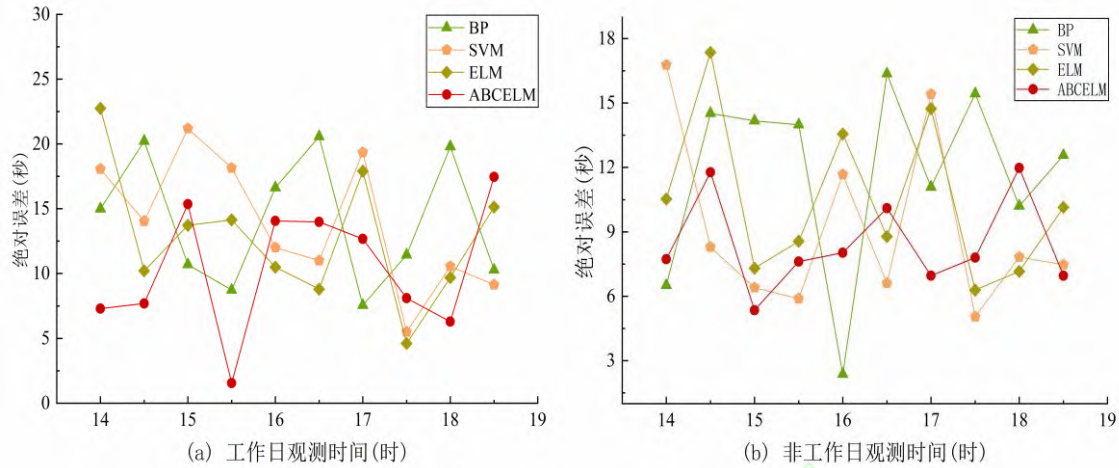 30
25
20
15
10
5
0
绝对误差(秒)
BP
SVM
ELM
ABCELM
14 15 16 17 18 19
(a) 工作日观测时间(时)
18
15
12
9
6
3
绝对误差(秒)
BP
SVM
ELM
ABCELM
14 15 16 17 18 19
(b) 非工作日观测时间(时)